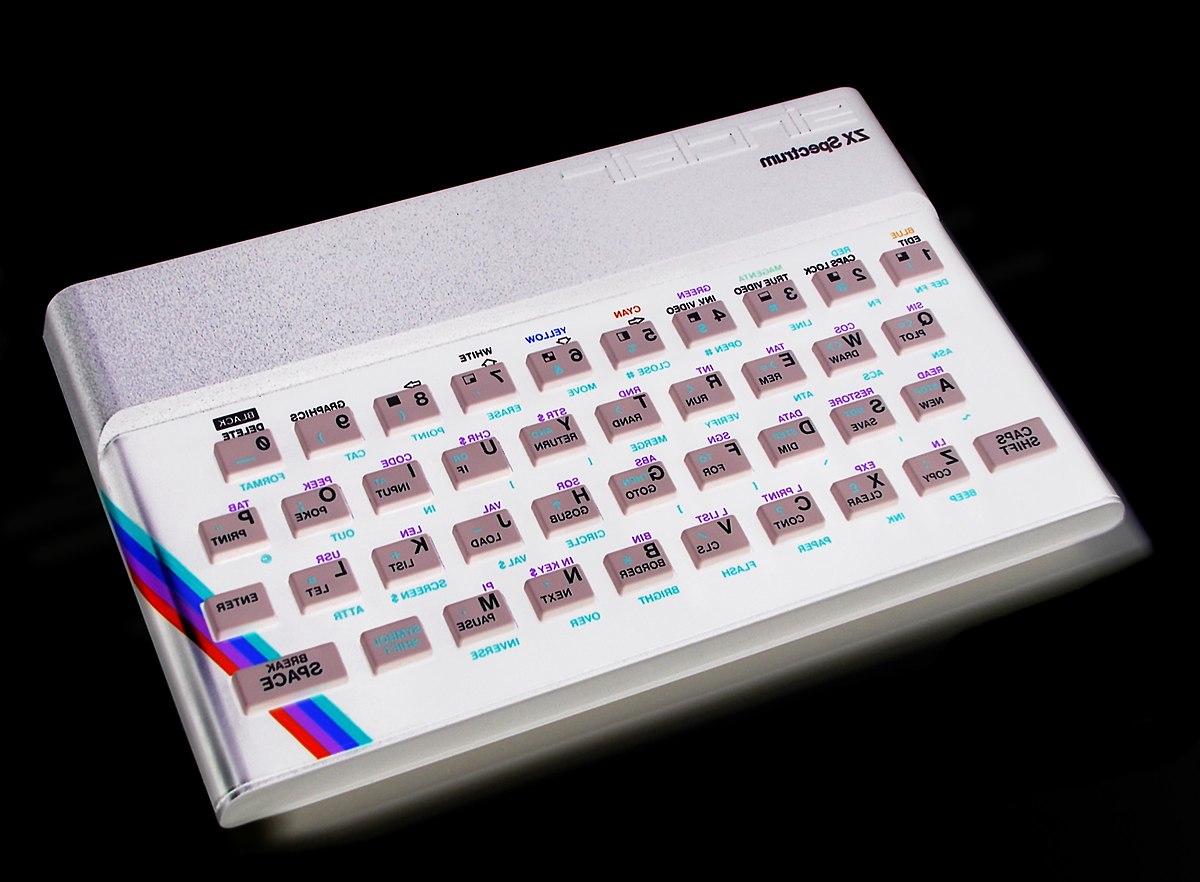 sinclair
ZX Spectrum
BLUE RED MAGENTA GREEN CYAN YELLOW WHITE BLACK
EDIT CAPS LOCK TRUE VIDEO INV. VIDEO GRAPHICS DELETE
1 2 3 4 5 6 7 8 9 0
DEF FN FN LINE OPEN # CLOSE # MOVE ERASE POINT CAT FORMAT
SIN COS TAN INT RND STR $ CHR $ CODE PEEK TAB
Q W E R T Y U I O P
PLOT DRAW REM RUN RAND RETURN IF INPUT POKE PRINT
ASN ACS ATN VERIFY MERGE [ ] IN OUT ©
READ RESTORE DATA SGN ABS SQR VAL LEN USR
A S D F G H J K L ENTER
NEW SAVE DIM FOR GOTO GOSUB LOAD LIST LET
~ | \ { } CIRCLE VAL $ SCREEN $ ATTR
LN EXP L PRINT L LIST BIN IN KEY $ PI
CAPS SHIFT Z X C V B N M SYMBOL SHIFT BREAK SPACE
COPY CLEAR CONT CLS BORDER NEXT PAUSE
BEEP INK PAPER FLASH BRIGHT OVER INVERSE